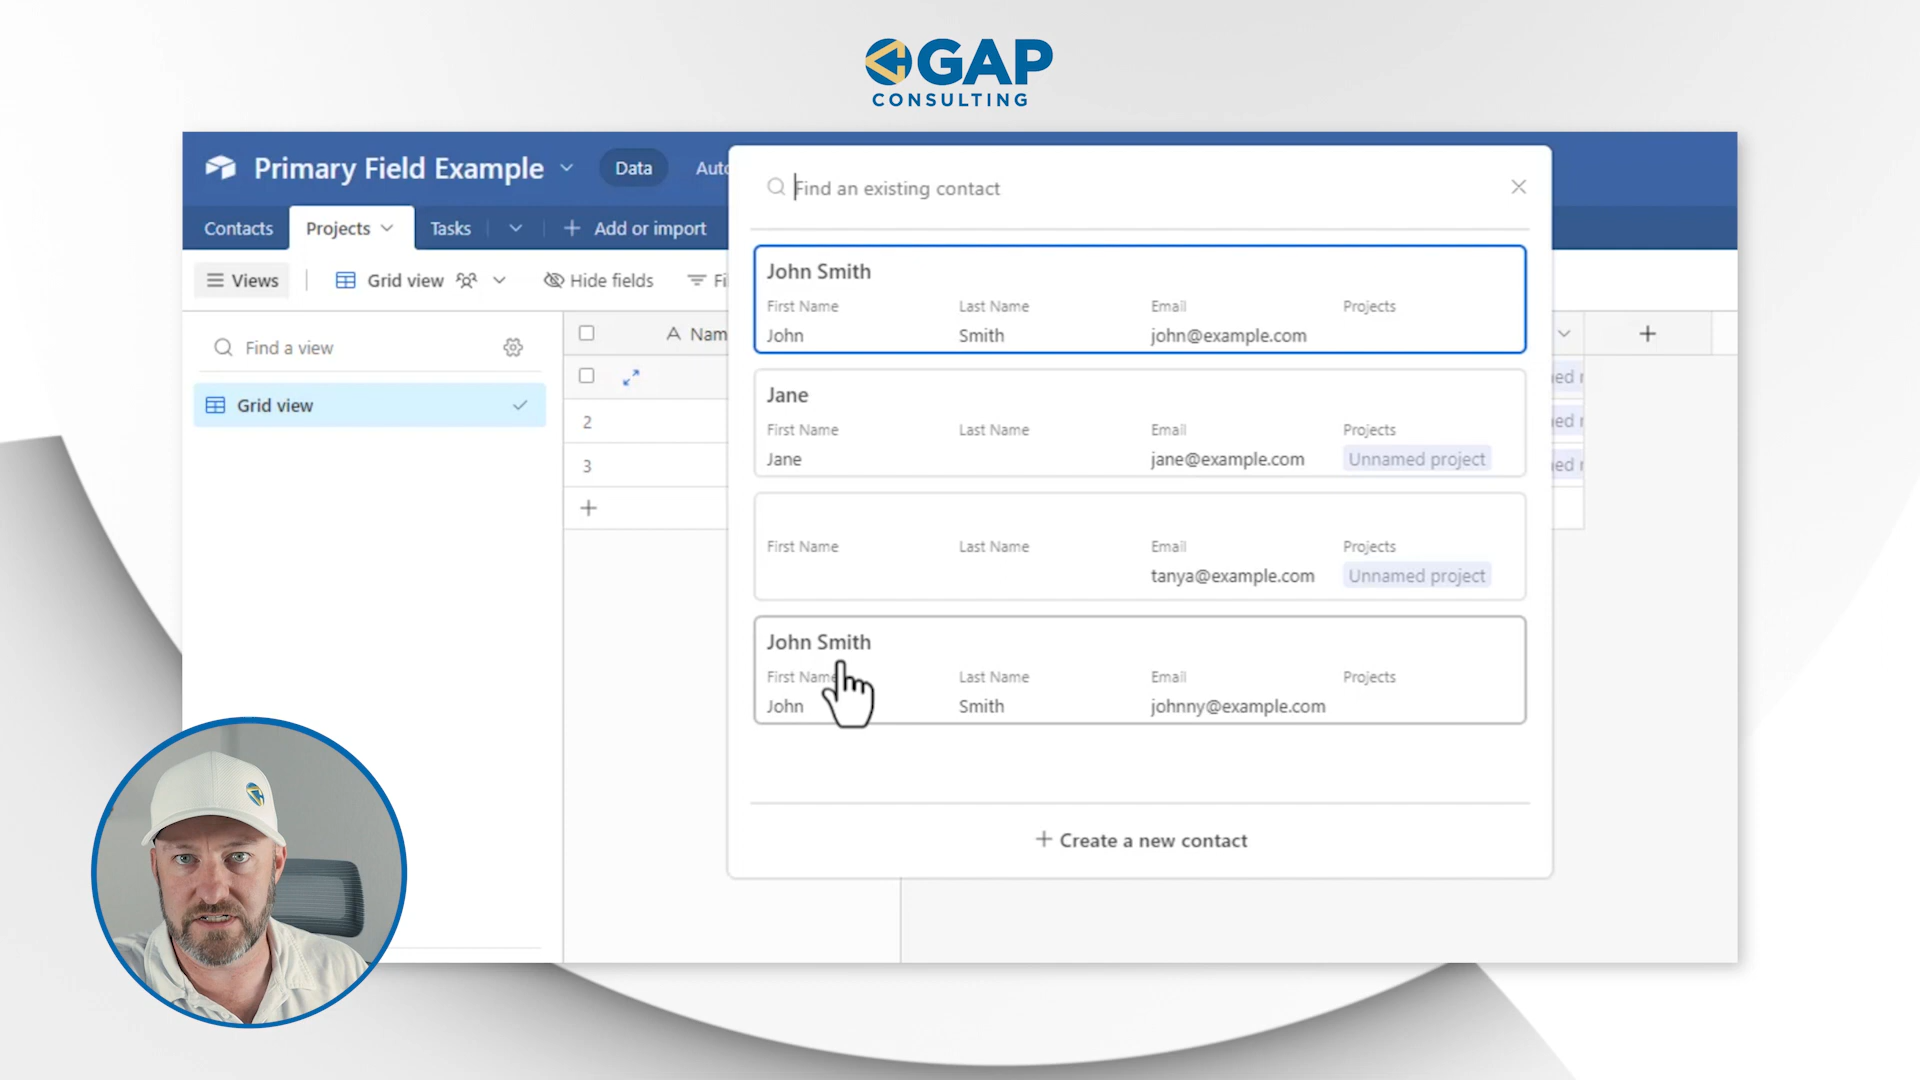 GAP
CONSULTING
Primary Field Example
Data
Auto
Contacts
Projects
Tasks
Add or import
Views
Grid view
Hide fields
Fi
Find a view
Grid view
A Nam
2
3
Find an existing contact
John Smith
First Name Last Name Email Projects
John Smith john@example.com
Jane
First Name Last Name Email Projects
Jane jane@example.com Unnamed project
First Name Last Name Email Projects
tanya@example.com Unnamed project
John Smith
First Name Last Name Email Projects
John Smith johnny@example.com
+ Create a new contact